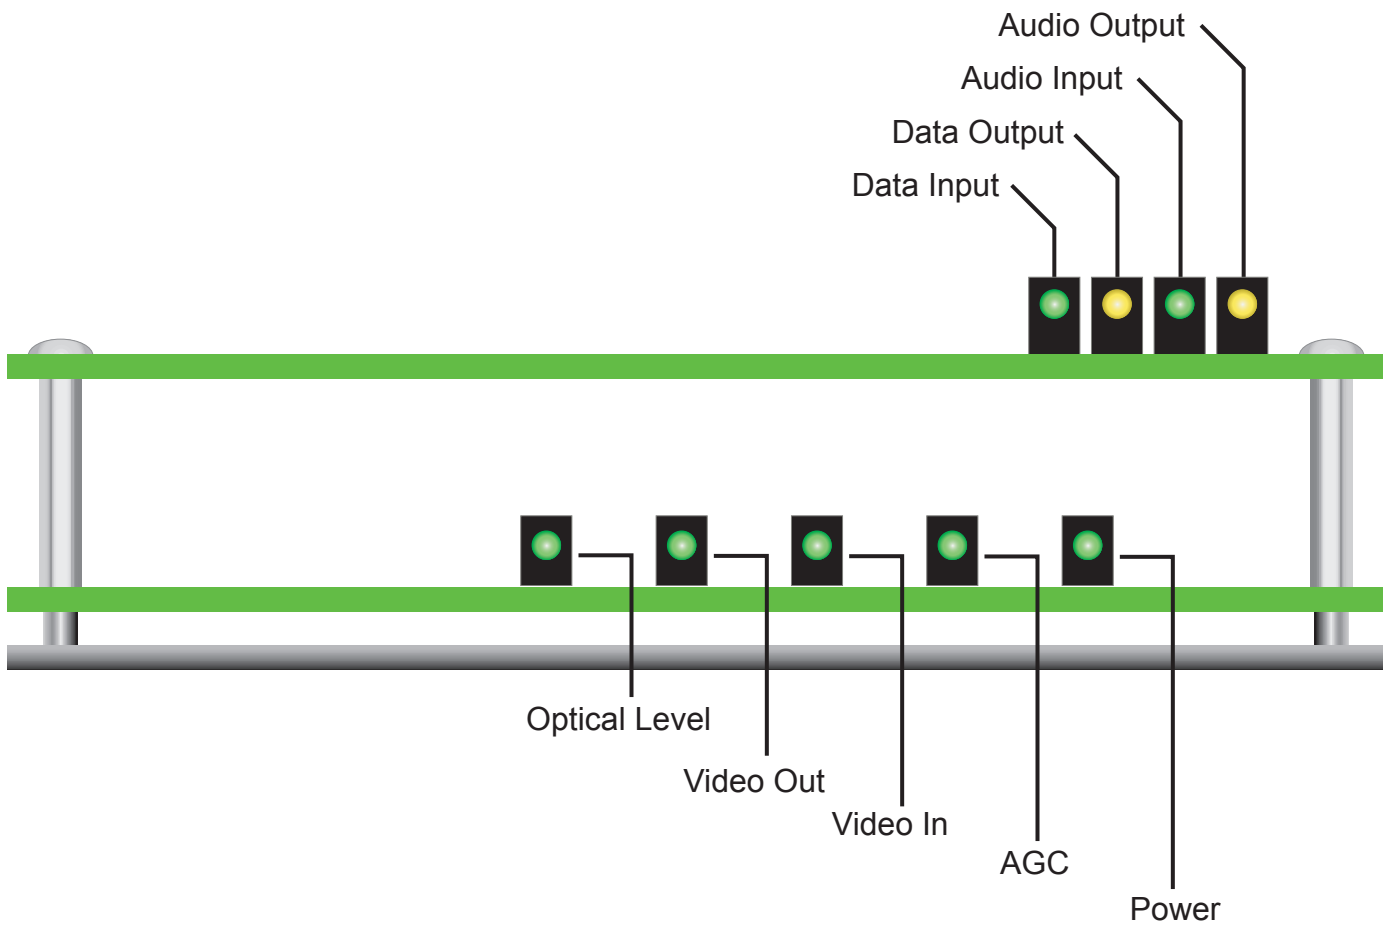 Audio Output
Audio Input
Data Output
Data Input
Optical Level
Video Out
Video In
AGC
Power